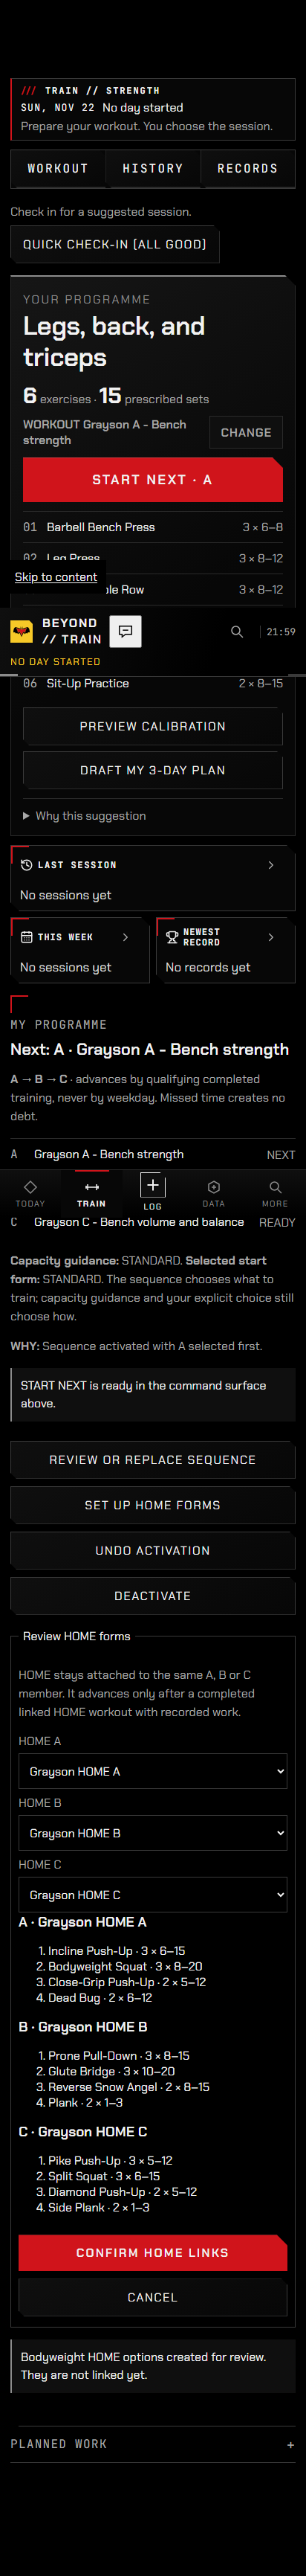 /// TRAIN // STRENGTH
SUN, NOV 22 No day started
Prepare your workout. You choose the session.
WORKOUT HISTORY RECORDS
Check in for a suggested session.
QUICK CHECK-IN [ALL GOOD]
YOUR PROGRAMME
Legs, back, and
triceps
6 exercises · 15 prescribed sets
WORKOUT Grayson A - Bench
strength
CHANGE
START NEXT · A
01 Barbell Bench Press 3 × 6–8
02 Leg Press 3 × 8–12
Skip to content
ble Row 3 × 8–12
BEYOND
// TRAIN
21:59
NO DAY STARTED
06 Sit-Up Practice 2 × 8–15
PREVIEW CALIBRATION
DRAFT MY 3-DAY PLAN
Why this suggestion
LAST SESSION
No sessions yet
THIS WEEK
No sessions yet
NEWEST
RECORD
No records yet
MY PROGRAMME
Next: A · Grayson A - Bench strength
A → B → C · advances by qualifying completed
training, never by weekday. Missed time creates no
debt.
A Grayson A - Bench strength NEXT
TODAY TRAIN LOG DATA MORE
C Grayson C - Bench volume and balance READY
Capacity guidance: STANDARD. Selected start
form: STANDARD. The sequence chooses what to
train; capacity guidance and your explicit choice still
choose how.
WHY: Sequence activated with A selected first.
START NEXT is ready in the command surface
above.
REVIEW OR REPLACE SEQUENCE
SET UP HOME FORMS
UNDO ACTIVATION
DEACTIVATE
Review HOME forms
HOME stays attached to the same A, B or C
member. It advances only after a completed
linked HOME workout with recorded work.
HOME A
Grayson HOME A
HOME B
Grayson HOME B
HOME C
Grayson HOME C
A · Grayson HOME A
1. Incline Push-Up · 3 × 6–15
2. Bodyweight Squat · 3 × 8–20
3. Close-Grip Push-Up · 2 × 5–12
4. Dead Bug · 2 × 6–12
B · Grayson HOME B
1. Prone Pull-Down · 3 × 8–15
2. Glute Bridge · 3 × 10–20
3. Reverse Snow Angel · 2 × 8–15
4. Plank · 2 × 1–3
C · Grayson HOME C
1. Pike Push-Up · 3 × 5–12
2. Split Squat · 3 × 6–15
3. Diamond Push-Up · 2 × 5–12
4. Side Plank · 2 × 1–3
CONFIRM HOME LINKS
CANCEL
Bodyweight HOME options created for review.
They are not linked yet.
PLANNED WORK +